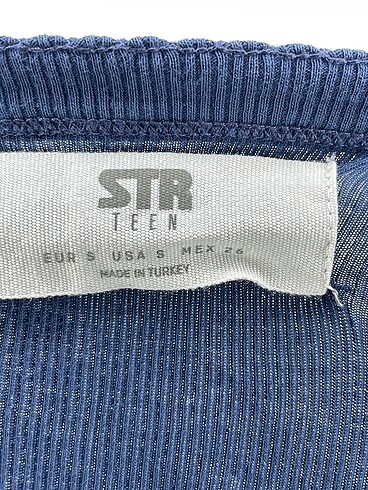 STR
TEEN
EUR S USA S MEX 26
MADE IN TURKEY